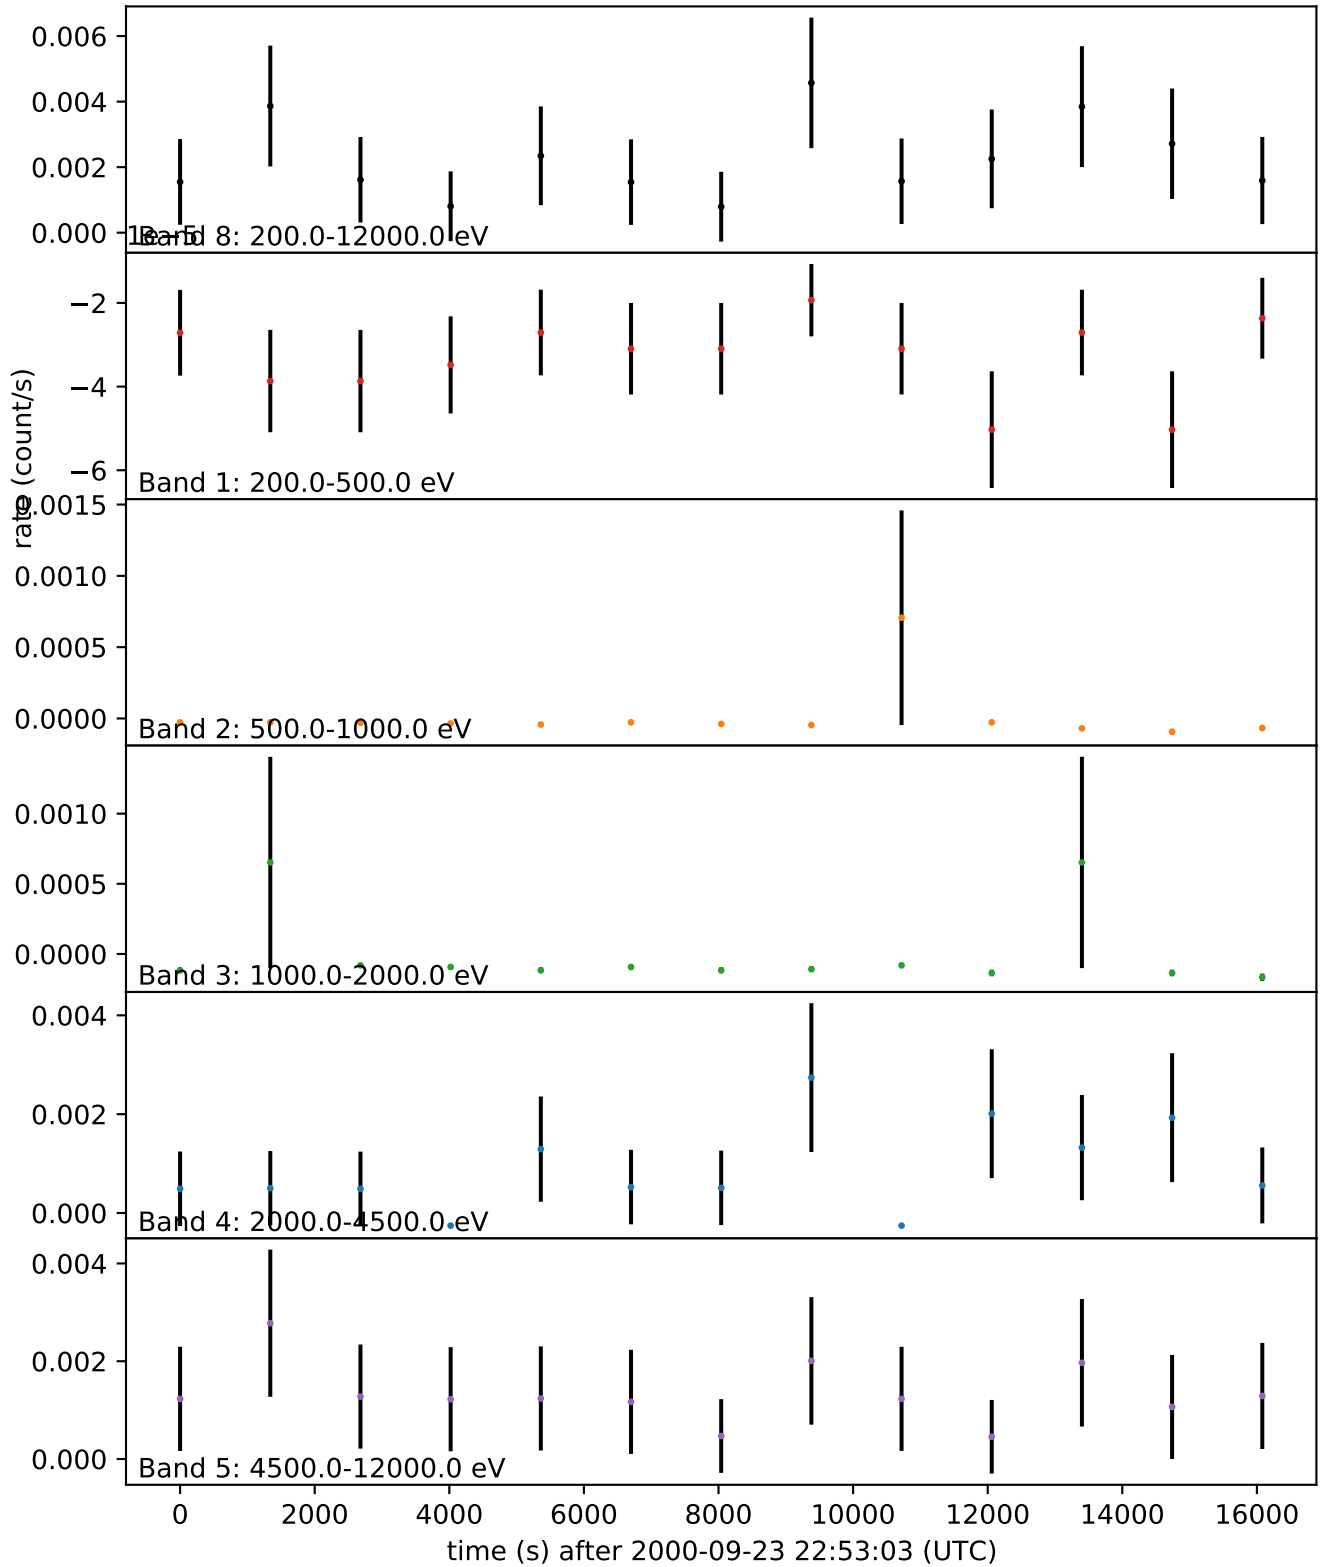 0.006
0.004
0.002
0.000
1e−5
Band 8: 200.0-12000.0 eV
−2
−4
−6
Band 1: 200.0-500.0 eV
rate (count/s)
0.0015
0.0010
0.0005
0.0000
Band 2: 500.0-1000.0 eV
0.0010
0.0005
0.0000
Band 3: 1000.0-2000.0 eV
0.004
0.002
0.000
Band 4: 2000.0-4500.0 eV
0.004
0.002
0.000
Band 5: 4500.0-12000.0 eV
0 2000 4000 6000 8000 10000 12000 14000 16000
time (s) after 2000-09-23 22:53:03 (UTC)